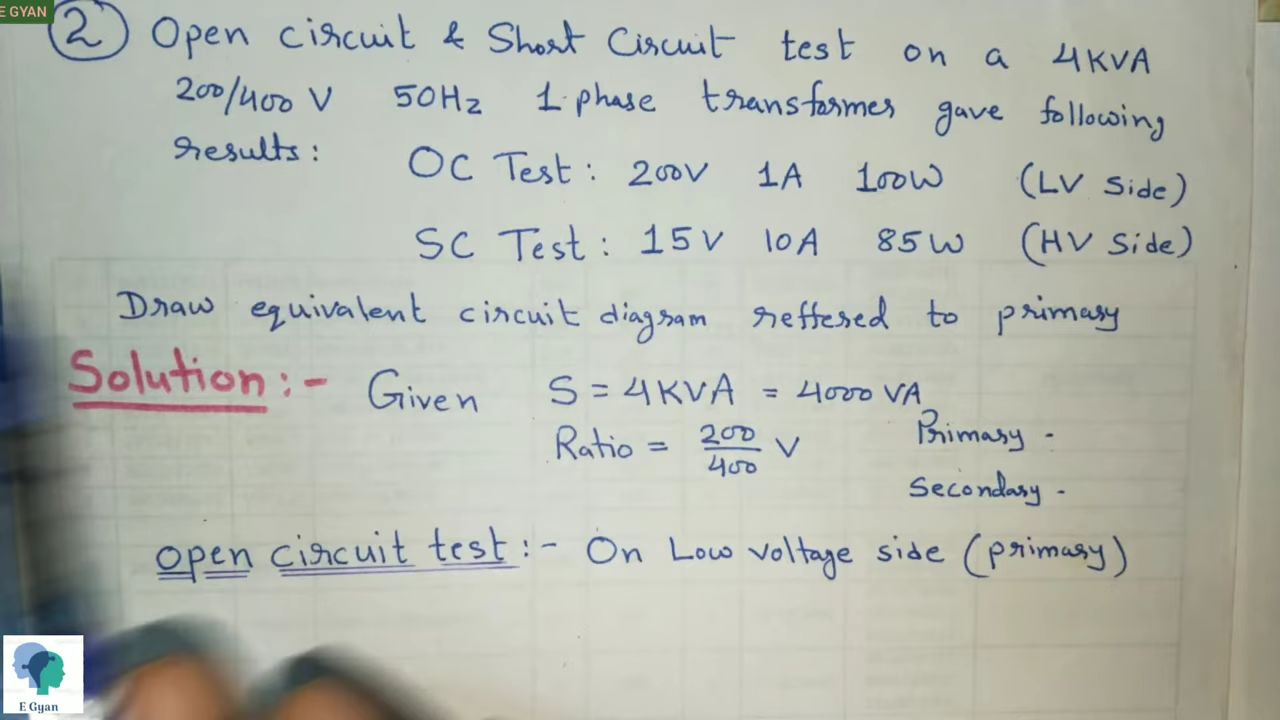 E GYAN
2 Open circuit & Short Circuit test on a 4KVA
200/400 V 50Hz 1-phase transformer gave following
results: OC Test: 200V 1A 100W (LV Side)
SC Test: 15V 10A 85W (HV Side)
Draw equivalent circuit diagram reffered to primary
Solution:- Given S = 4KVA = 4000 VA
Ratio = 200/400 V Primary -
Secondary -
Open circuit test:- On Low voltage side (primary)
E Gyan